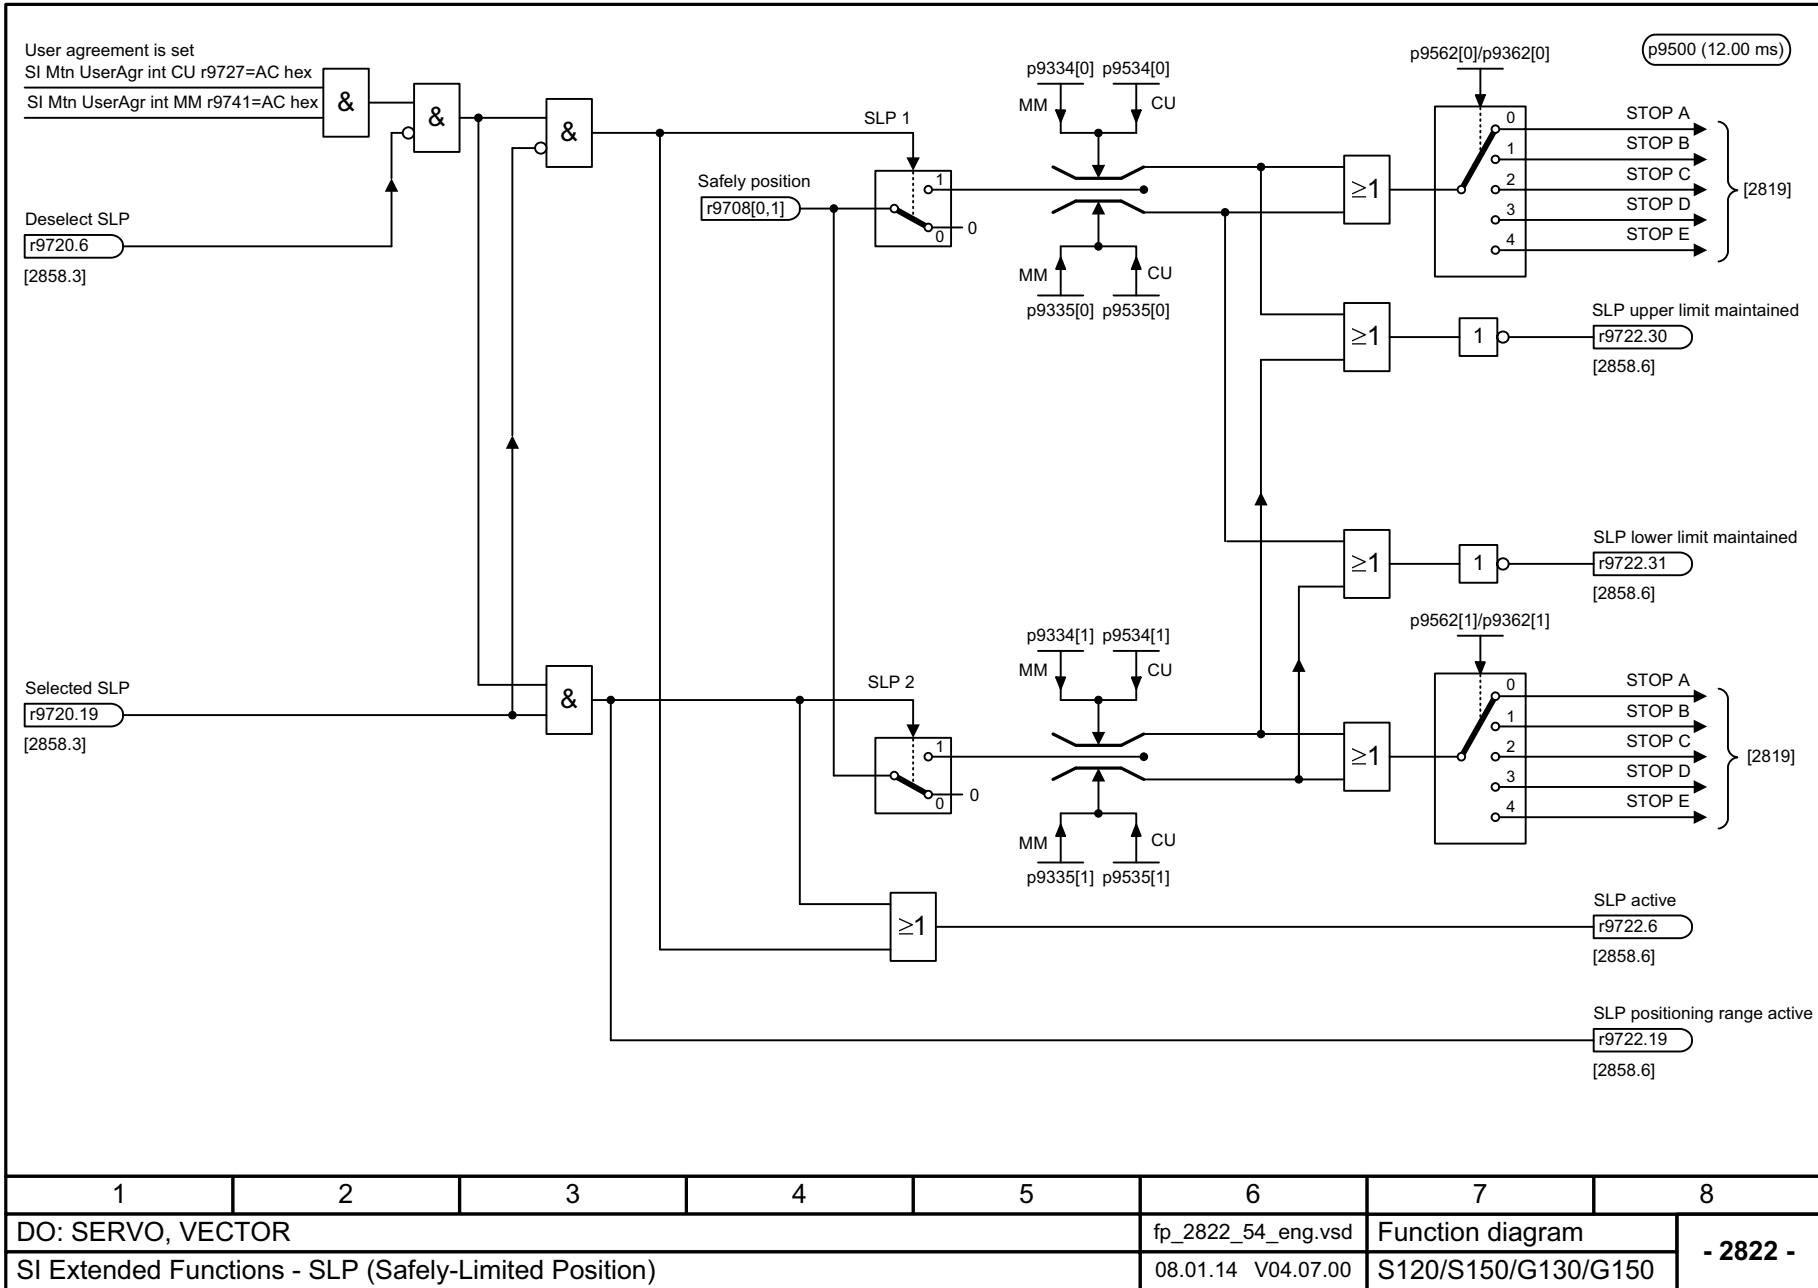 User agreement is set
SI Mtn UserAgr int CU r9727=AC hex
SI Mtn UserAgr int MM r9741=AC hex
&
&
&
Deselect SLP
r9720.6
[2858.3]
Selected SLP
r9720.19
[2858.3]
&
SLP 1
Safely position
r9708[0,1]
1
0
0
p9334[0] p9534[0]
MM
CU
MM
CU
p9335[0] p9535[0]
≥1
p9562[0]/p9362[0]
p9500 (12.00 ms)
0
1
2
3
4
STOP A
STOP B
STOP C
STOP D
STOP E
[2819]
≥1
1
SLP upper limit maintained
r9722.30
[2858.6]
≥1
1
SLP lower limit maintained
r9722.31
[2858.6]
SLP 2
1
0
0
p9334[1] p9534[1]
MM
CU
MM
CU
p9335[1] p9535[1]
≥1
p9562[1]/p9362[1]
0
1
2
3
4
STOP A
STOP B
STOP C
STOP D
STOP E
[2819]
≥1
SLP active
r9722.6
[2858.6]
SLP positioning range active
r9722.19
[2858.6]
1 2 3 4 5 6 7 8
DO: SERVO, VECTOR
fp_2822_54_eng.vsd
Function diagram
- 2822 -
SI Extended Functions - SLP (Safely-Limited Position)
08.01.14 V04.07.00
S120/S150/G130/G150